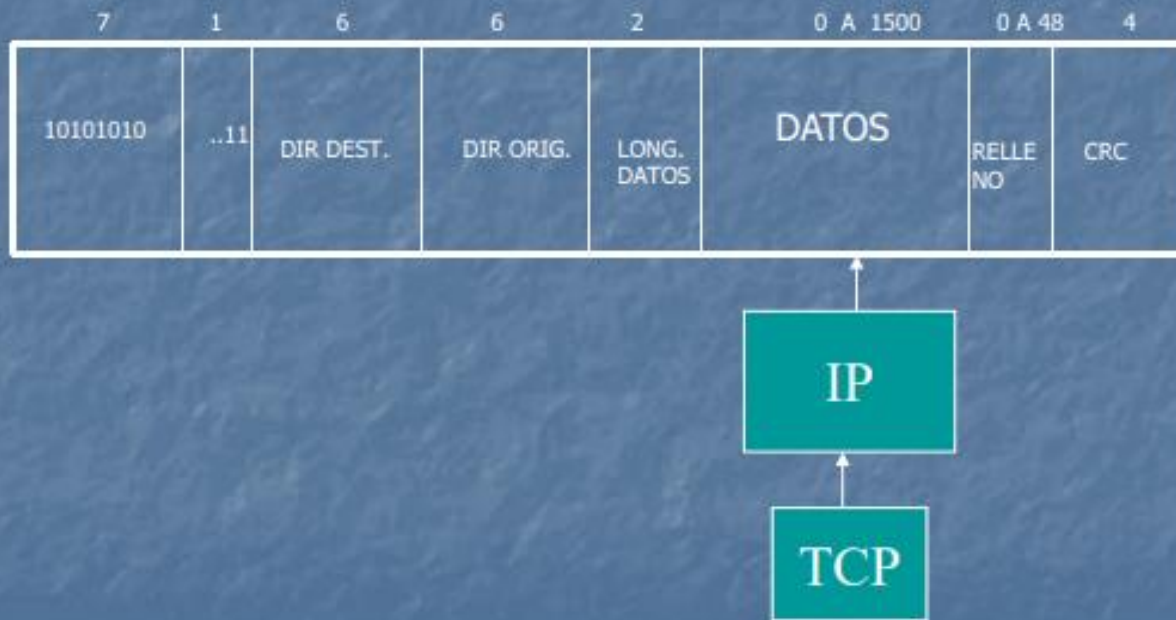 7 1 6 6 2 0 A 1500 0 A 48 4
10101010 ..11 DIR DEST. DIR ORIG. LONG. DATOS DATOS RELLE NO CRC
IP
TCP